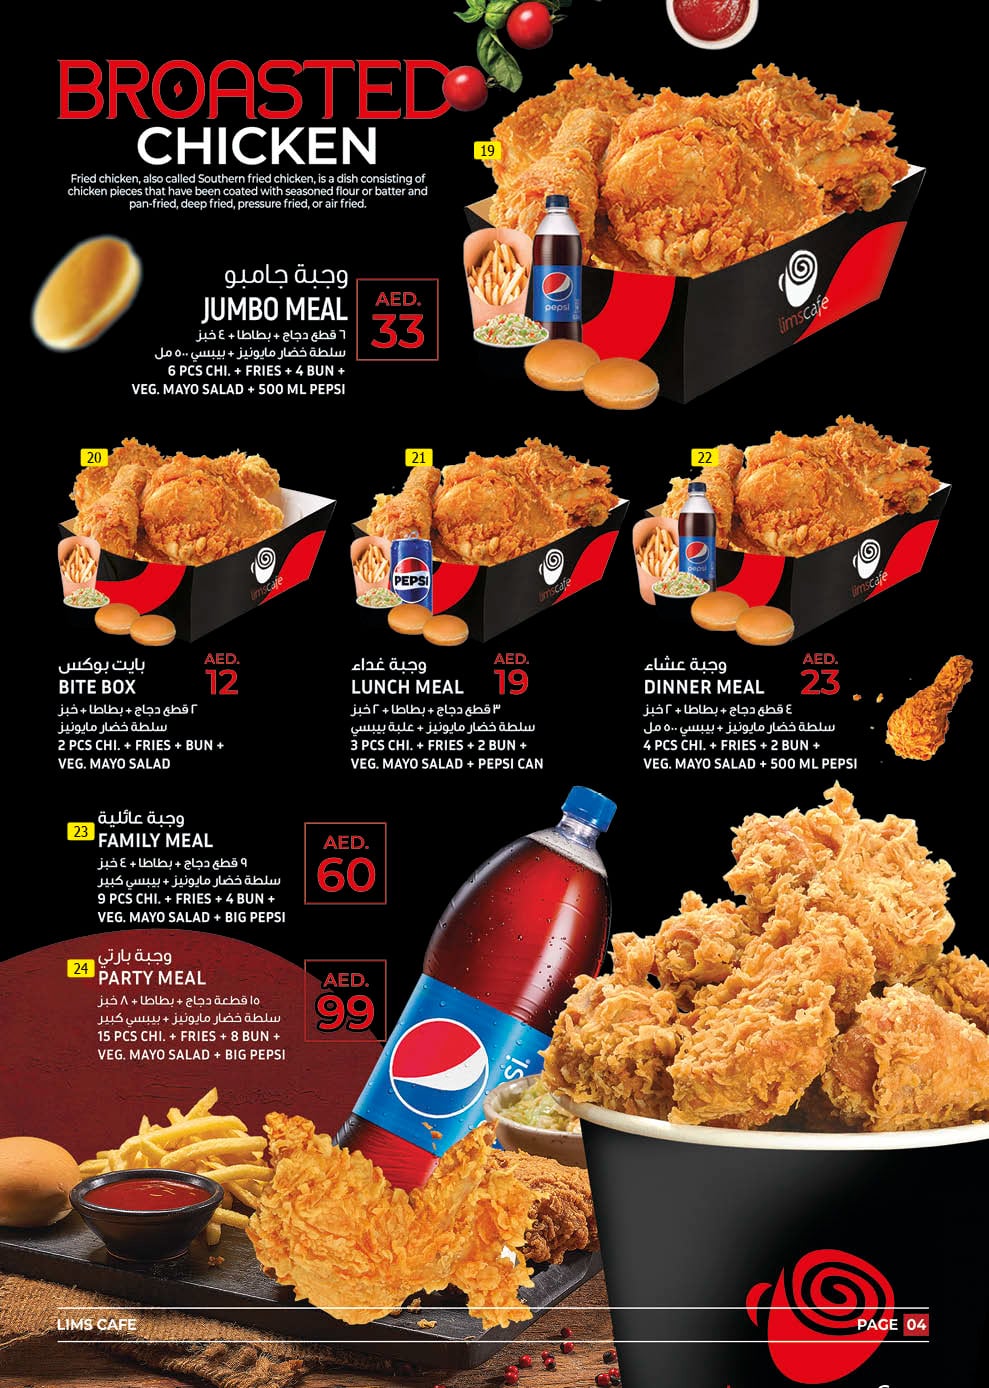 BROASTED
CHICKEN
Fried chicken, also called Southern fried chicken, is a dish consisting of
chicken pieces that have been coated with seasoned flour or batter and
pan-fried, deep fried, pressure fried, or air fried.
19
وجبة جامبو
JUMBO MEAL
AED.
33
٦ قطع دجاج + بطاطا + ٤ خبز
سلطة خضار مايونيز + بيبسي ٥٠٠ مل
6 PCS CHI. + FRIES + 4 BUN +
VEG. MAYO SALAD + 500 ML PEPSI
pepsi
limscafe
20
limscafe
بايت بوكس
BITE BOX
AED.
12
٢ قطع دجاج + بطاطا + خبز
سلطة خضار مايونيز
2 PCS CHI. + FRIES + BUN +
VEG. MAYO SALAD
21
PEPSI
limscafe
وجبة غداء
LUNCH MEAL
AED.
19
٣ قطع دجاج + بطاطا + ٢ خبز
سلطة خضار مايونيز + علبة بيبسي
3 PCS CHI. + FRIES + 2 BUN +
VEG. MAYO SALAD + PEPSI CAN
22
pepsi
limscafe
وجبة عشاء
DINNER MEAL
AED.
23
٤ قطع دجاج + بطاطا + ٢ خبز
سلطة خضار مايونيز + بيبسي ٥٠٠ مل
4 PCS CHI. + FRIES + 2 BUN +
VEG. MAYO SALAD + 500 ML PEPSI
23
وجبة عائلية
FAMILY MEAL
AED.
60
٩ قطع دجاج + بطاطا + ٤ خبز
سلطة خضار مايونيز + بيبسي كبير
9 PCS CHI. + FRIES + 4 BUN +
VEG. MAYO SALAD + BIG PEPSI
24
وجبة بارتي
PARTY MEAL
AED.
99
١٥ قطعة دجاج + بطاطا + ٨ خبز
سلطة خضار مايونيز + بيبسي كبير
15 PCS CHI. + FRIES + 8 BUN +
VEG. MAYO SALAD + BIG PEPSI
si
LIMS CAFE
PAGE 04